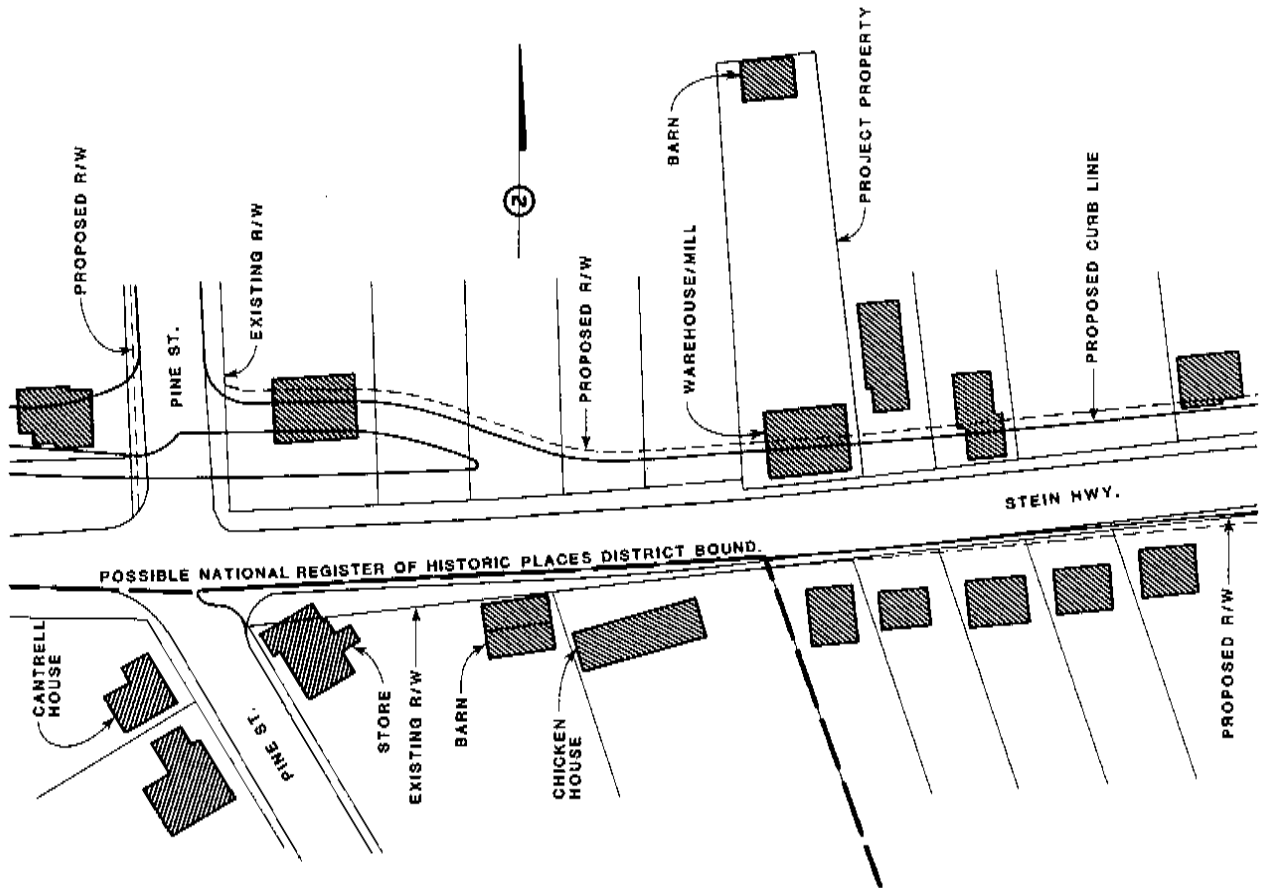 PROPOSED R/W
PINE ST.
EXISTING R/W
N
PROPOSED R/W
BARN
WAREHOUSE/MILL
PROJECT PROPERTY
PROPOSED CURB LINE
STEIN HWY.
POSSIBLE NATIONAL REGISTER OF HISTORIC PLACES DISTRICT BOUND.
CANTRELL
HOUSE
PINE ST.
STORE
EXISTING R/W
BARN
CHICKEN
HOUSE
PROPOSED R/W